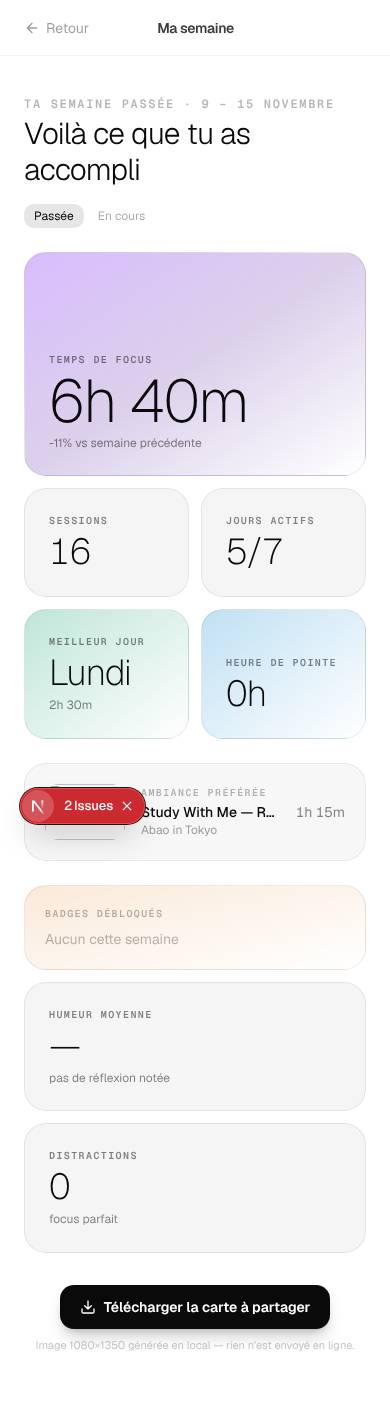 ← Retour
Ma semaine
TA SEMAINE PASSÉE · 9 – 15 NOVEMBRE
Voilà ce que tu as
accompli
Passée
En cours
TEMPS DE FOCUS
6h 40m
-11% vs semaine précédente
SESSIONS
16
JOURS ACTIFS
5/7
MEILLEUR JOUR
Lundi
2h 30m
HEURE DE POINTE
0h
N 2 Issues ×
AMBIANCE PRÉFÉRÉE
Study With Me — R...
1h 15m
Abao in Tokyo
BADGES DÉBLOQUÉS
Aucun cette semaine
HUMEUR MOYENNE
—
pas de réflexion notée
DISTRACTIONS
0
focus parfait
Télécharger la carte à partager
Image 1080×1350 générée en local — rien n'est envoyé en ligne.